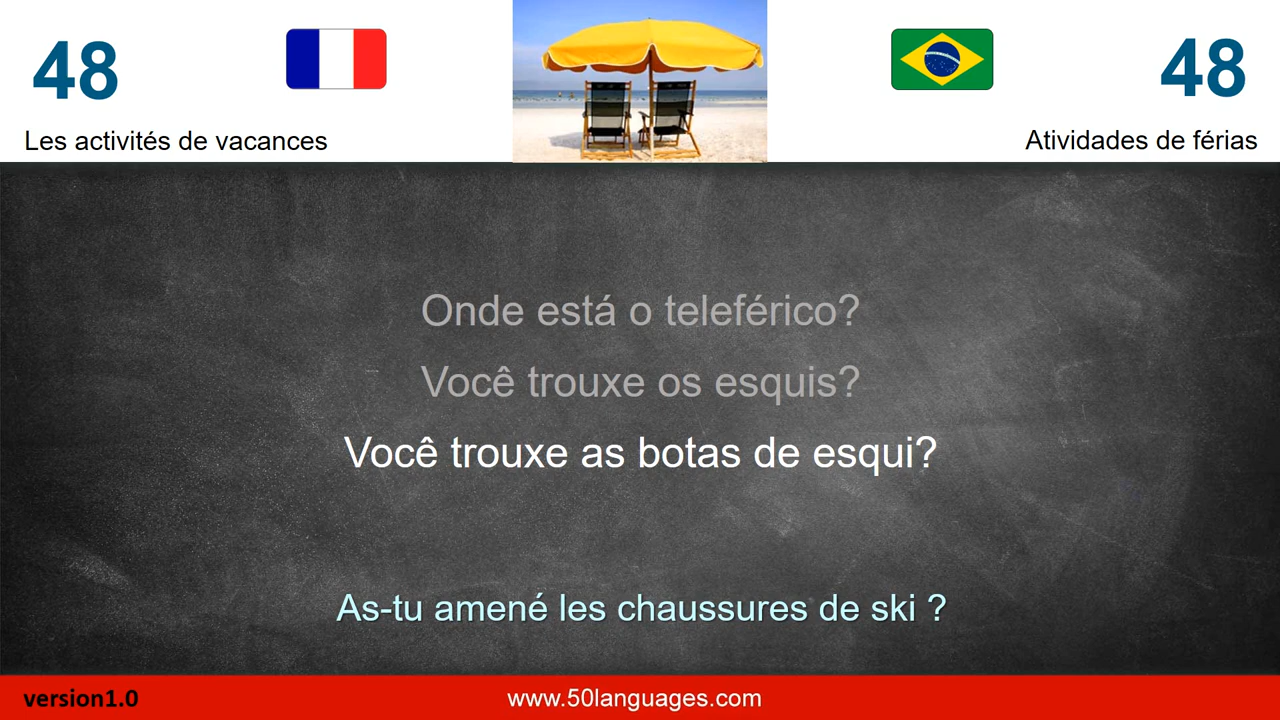 48
48
Les activités de vacances
Atividades de férias
Onde está o teleférico?
Você trouxe os esquis?
Você trouxe as botas de esqui?
As-tu amené les chaussures de ski ?
version1.0
www.50languages.com